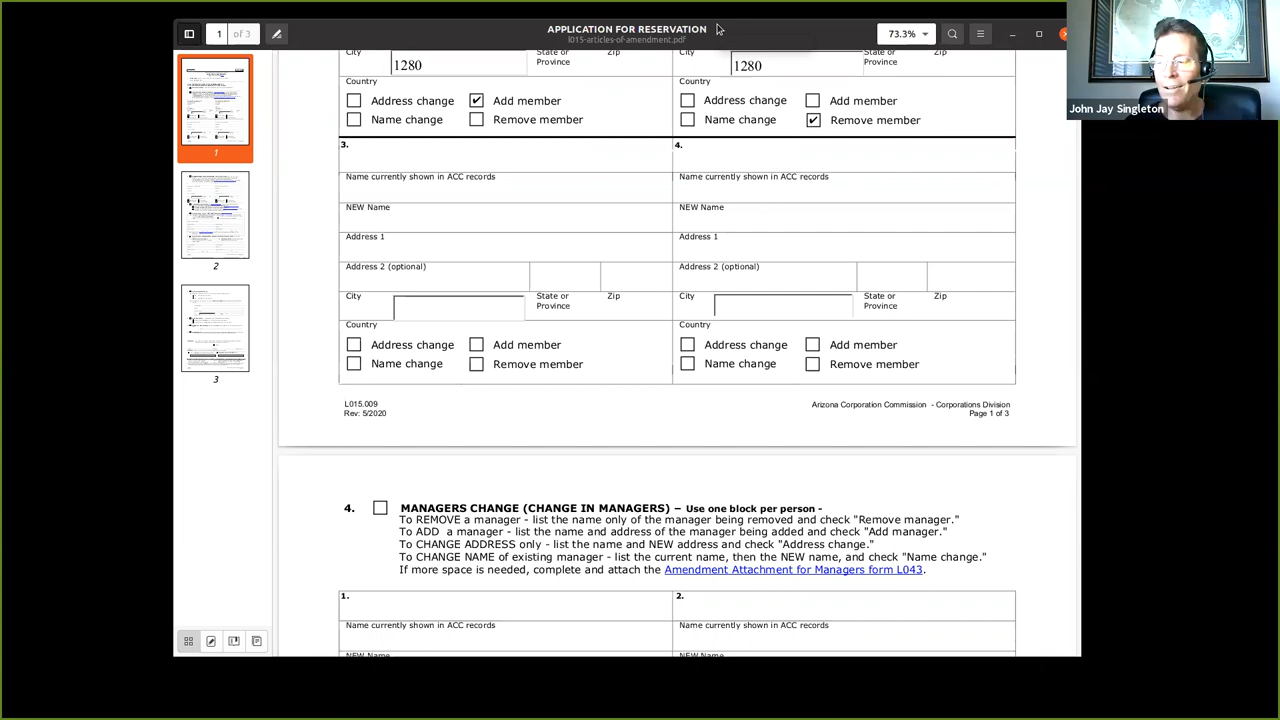 APPLICATION FOR RESERVATION
l015-articles-of-amendment.pdf
1 of 3
73.3%
John Jay Singleton
City 1280 State or Province Zip
City 1280 State or Province Zip
Country
Country
Address change ✔ Add member
Address change Add member
Name change Remove member
Name change ✔ Remove member
3.
4.
Name currently shown in ACC records
Name currently shown in ACC records
NEW Name
NEW Name
Address 1
Address 1
Address 2 (optional)
Address 2 (optional)
City State or Province Zip
City State or Province Zip
Country
Country
Address change Add member
Address change Add member
Name change Remove member
Name change Remove member
L015.009
Rev: 5/2020
Arizona Corporation Commission - Corporations Division
Page 1 of 3
4. MANAGERS CHANGE (CHANGE IN MANAGERS) – Use one block per person -
To REMOVE a manager - list the name only of the manager being removed and check "Remove manager."
To ADD a manager - list the name and address of the manager being added and check "Add manager."
To CHANGE ADDRESS only - list the name and NEW address and check "Address change."
To CHANGE NAME of existing manager - list the current name, then the NEW name, and check "Name change."
If more space is needed, complete and attach the Amendment Attachment for Managers form L043.
1.
2.
Name currently shown in ACC records
Name currently shown in ACC records
NEW Name
NEW Name
1
2
3